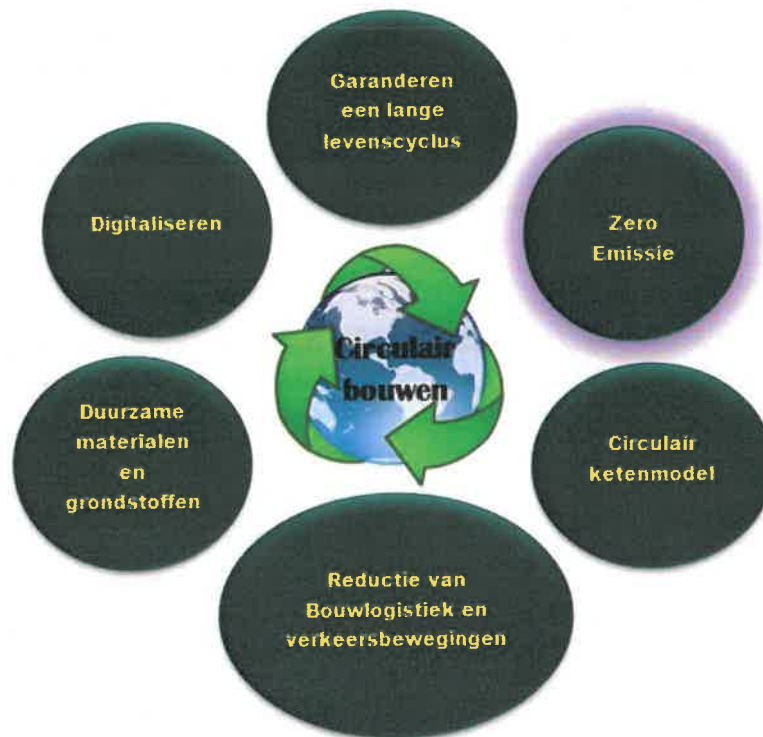 Garanderen
een lange
levenscyclus
Digitaliseren
Zero
Emissie
Circulair
bouwen
Duurzame
materialen
en
grondstoffen
Circulair
ketenmodel
Reductie van
Bouwlogistiek en
verkeersbewegingen